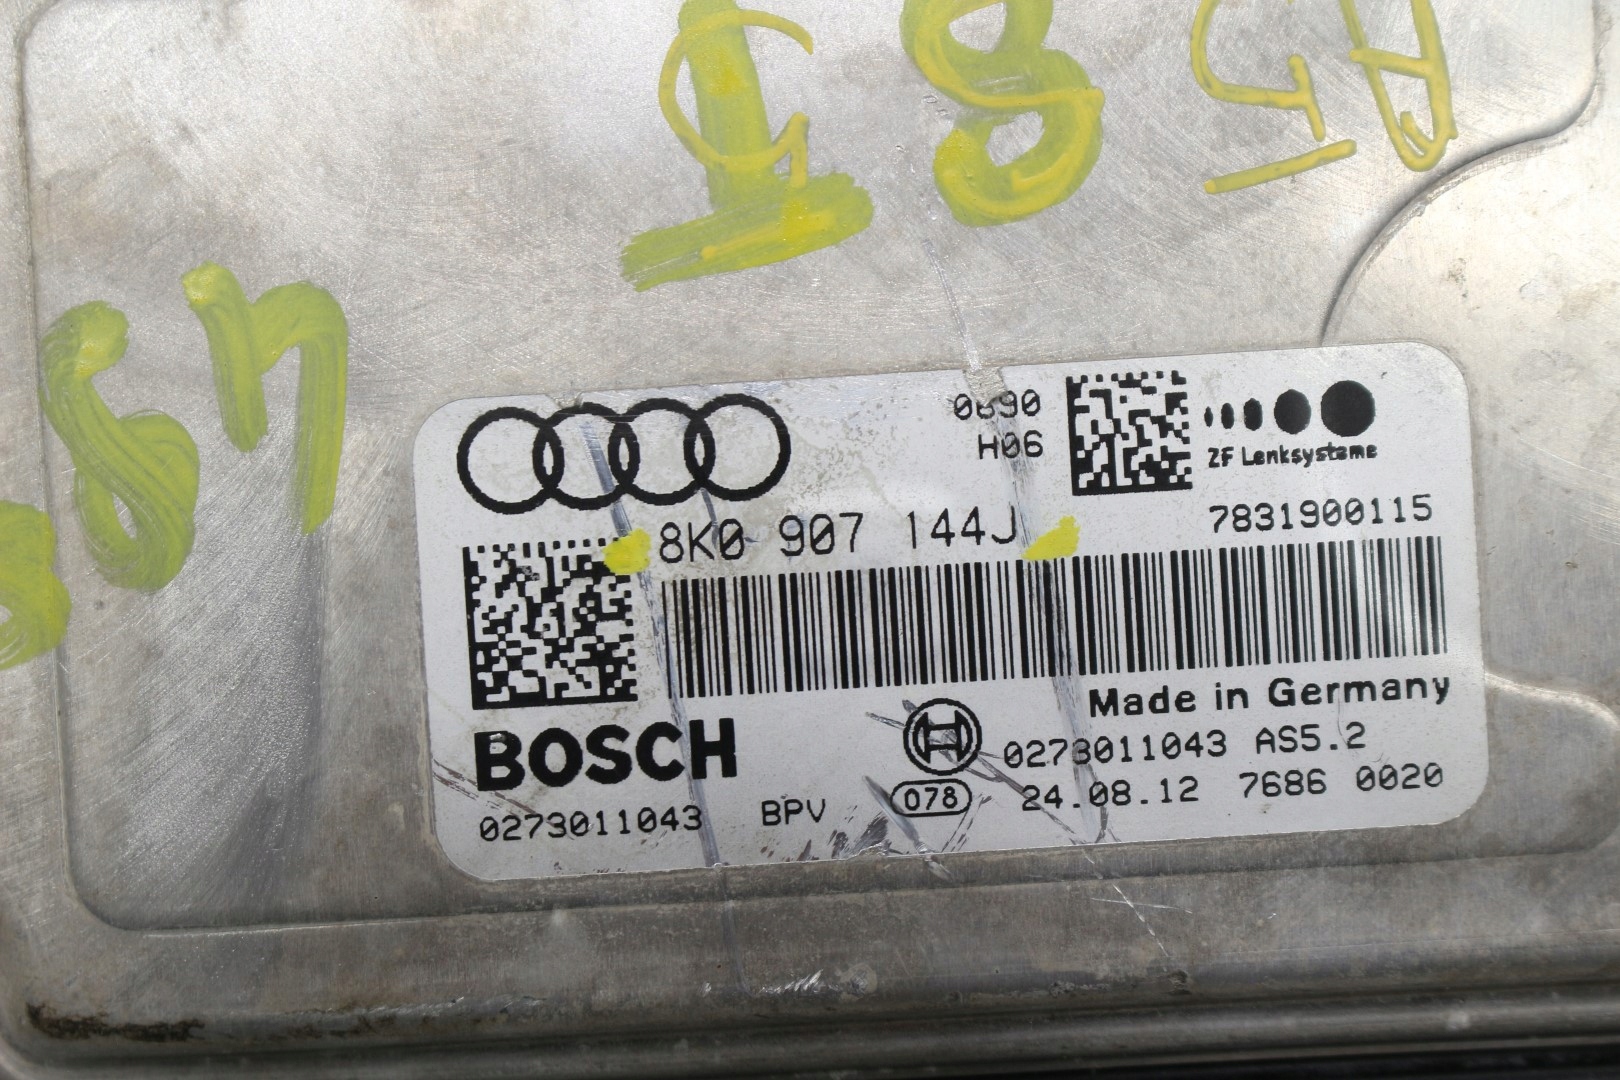 0690
H06
ZF Lenksysteme
8K0 907 144J
7831900115
Made in Germany
BOSCH
0273011043 AS5.2
078
24.08.12 7686 0020
0273011043 BPV